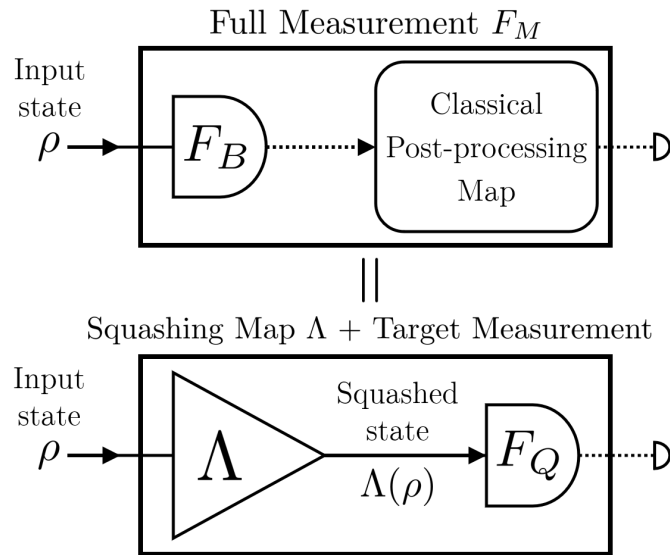 Full Measurement F_M
Input
state
ρ
F_B
Classical
Post-processing
Map
Squashing Map Λ + Target Measurement
Input
state
ρ
Λ
Squashed
state
Λ(ρ)
F_Q